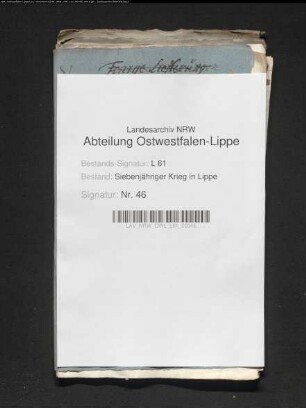 Landesarchiv NRW
Abteilung Ostwestfalen-Lippe
Bestands-Signatur: L 61
Bestand: Siebenjähriger Krieg in Lippe
Signatur: Nr. 46